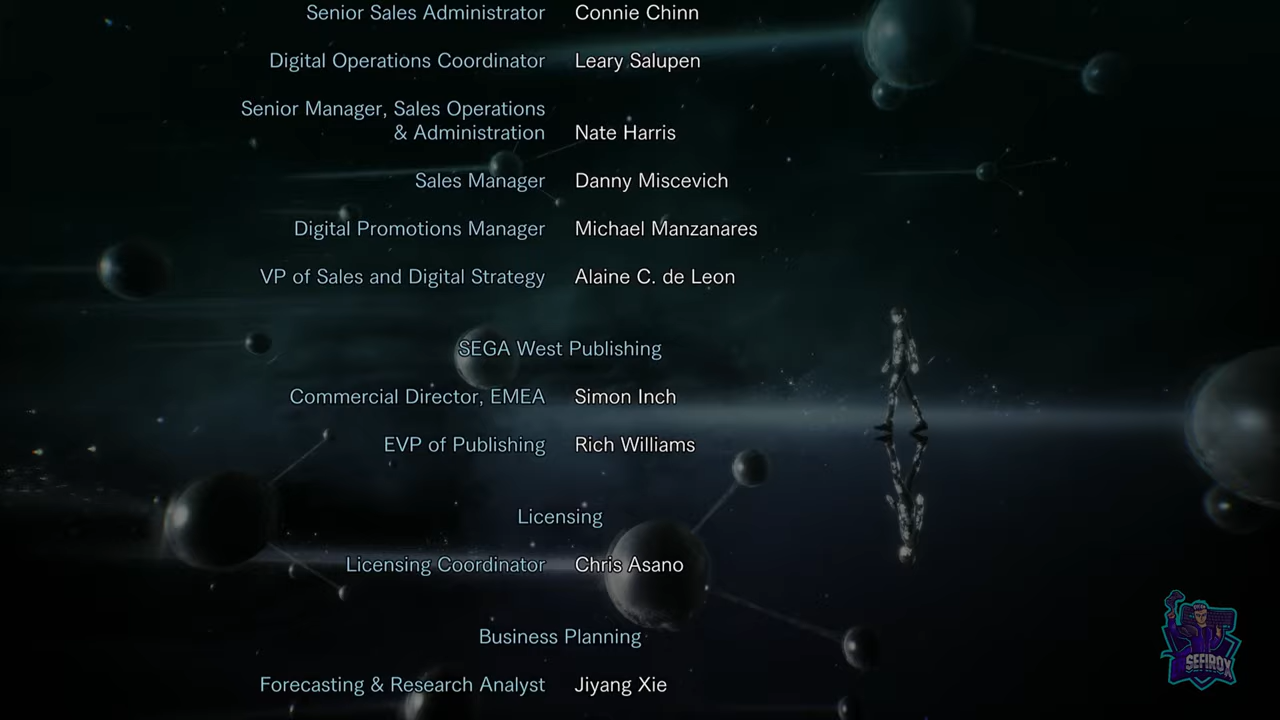 Senior Sales Administrator Connie Chinn
Digital Operations Coordinator Leary Salupen
Senior Manager, Sales Operations
& Administration Nate Harris
Sales Manager Danny Miscevich
Digital Promotions Manager Michael Manzanares
VP of Sales and Digital Strategy Alaine C. de Leon
SEGA West Publishing
Commercial Director, EMEA Simon Inch
EVP of Publishing Rich Williams
Licensing
Licensing Coordinator Chris Asano
Business Planning
Forecasting & Research Analyst Jiyang Xie
SEFIROX